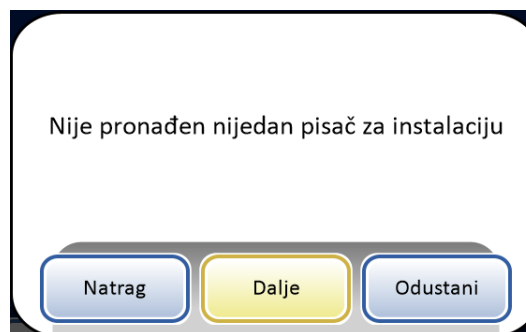 Nije pronađen nijedan pisač za instalaciju
Natrag
Dalje
Odustani